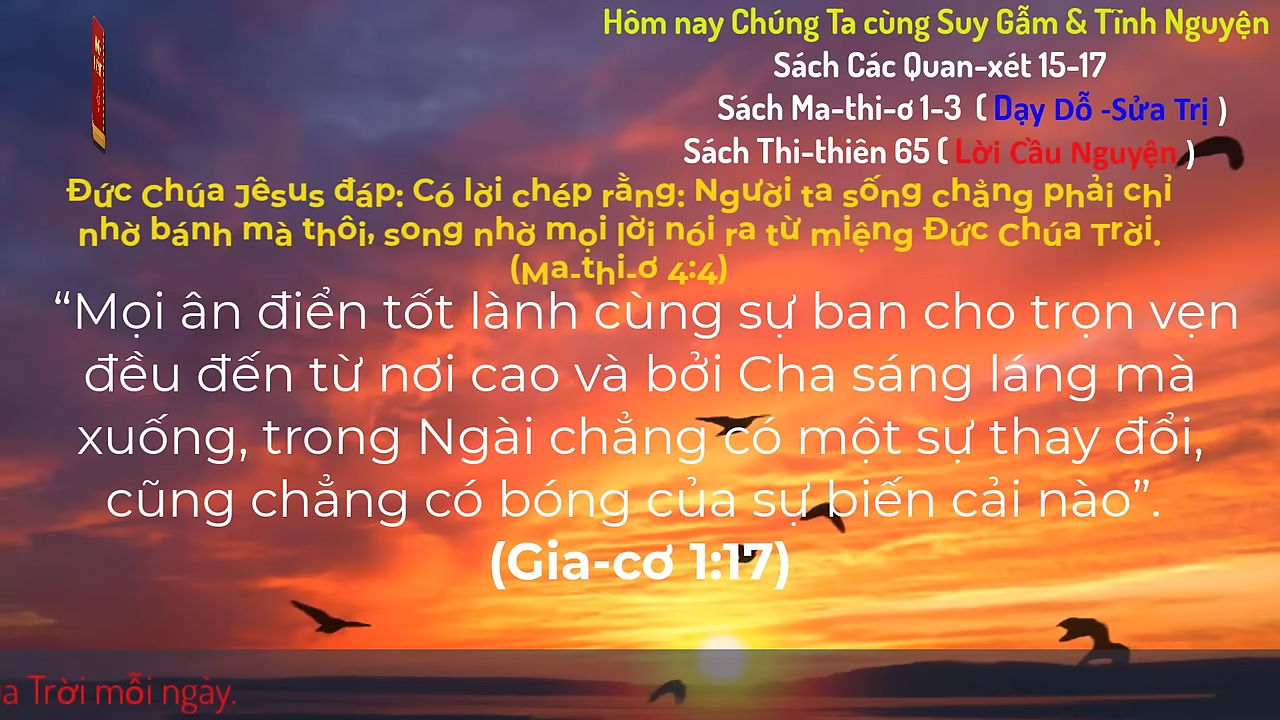 Hôm nay Chúng Ta cùng Suy Gẫm & Tĩnh Nguyện
Sách Các Quan-xét 15-17
Sách Ma-thi-ơ 1-3 ( Dạy Dỗ -Sửa Trị )
Sách Thi-thiên 65 ( Lời Cầu Nguyện )
Đức Chúa Jêsus đáp: Có lời chép rằng: Người ta sống chẳng phải chỉ
nhờ bánh mà thôi, song nhờ mọi lời nói ra từ miệng Đức Chúa Trời.
(Ma-thi-ơ 4:4)
“Mọi ân điển tốt lành cùng sự ban cho trọn vẹn
đều đến từ nơi cao và bởi Cha sáng láng mà
xuống, trong Ngài chẳng có một sự thay đổi,
cũng chẳng có bóng của sự biến cải nào”.
(Gia-cơ 1:17)
Trời mỗi ngày.